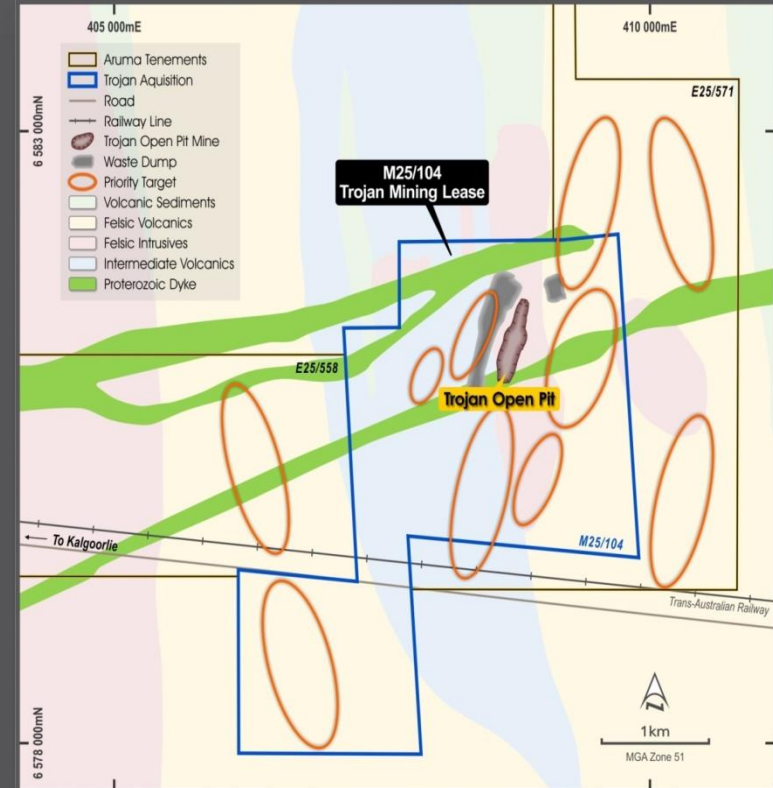 405 000mE
410 000mE
6 583 000mN
Aruma Tenements
Trojan Aquisition
Road
Railway Line
Trojan Open Pit Mine
Waste Dump
Priority Target
Volcanic Sediments
Felsic Volcanics
Felsic Intrusives
Intermediate Volcanics
Proterozoic Dyke
E25/571
M25/104
Trojan Mining Lease
E25/558
Trojan Open Pit
To Kalgoorlie
M25/104
Trans-Australian Railway
6 578 000mN
1km
MGA Zone 51